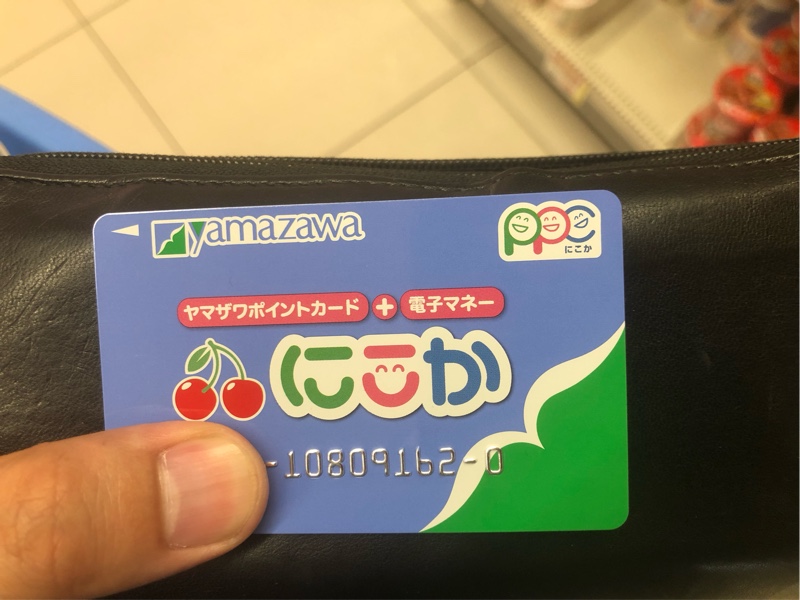 yamazawa
ppc
にこか
ヤマザワポイントカード + 電子マネー
にこか
-10809162-0